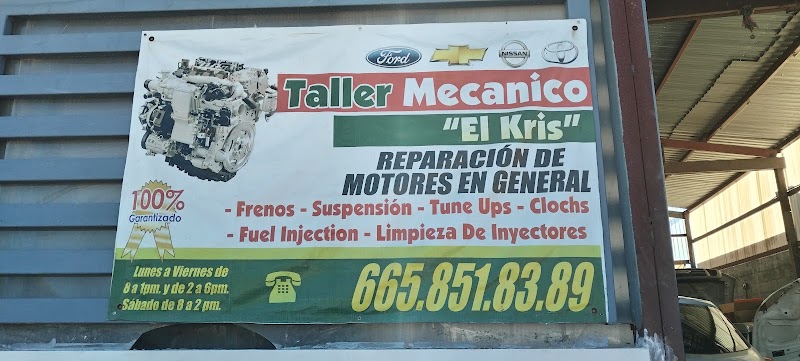 Ford
NISSAN
Taller Mecanico
"El Kris"
REPARACIÓN DE
MOTORES EN GENERAL
- Frenos - Suspensión - Tune Ups - Clochs
- Fuel Injection - Limpieza De Inyectores
100%
Garantizado
Lunes a Viernes de
8 a 1pm. y de 2 a 6pm.
Sábado de 8 a 2 pm.
665.851.83.89